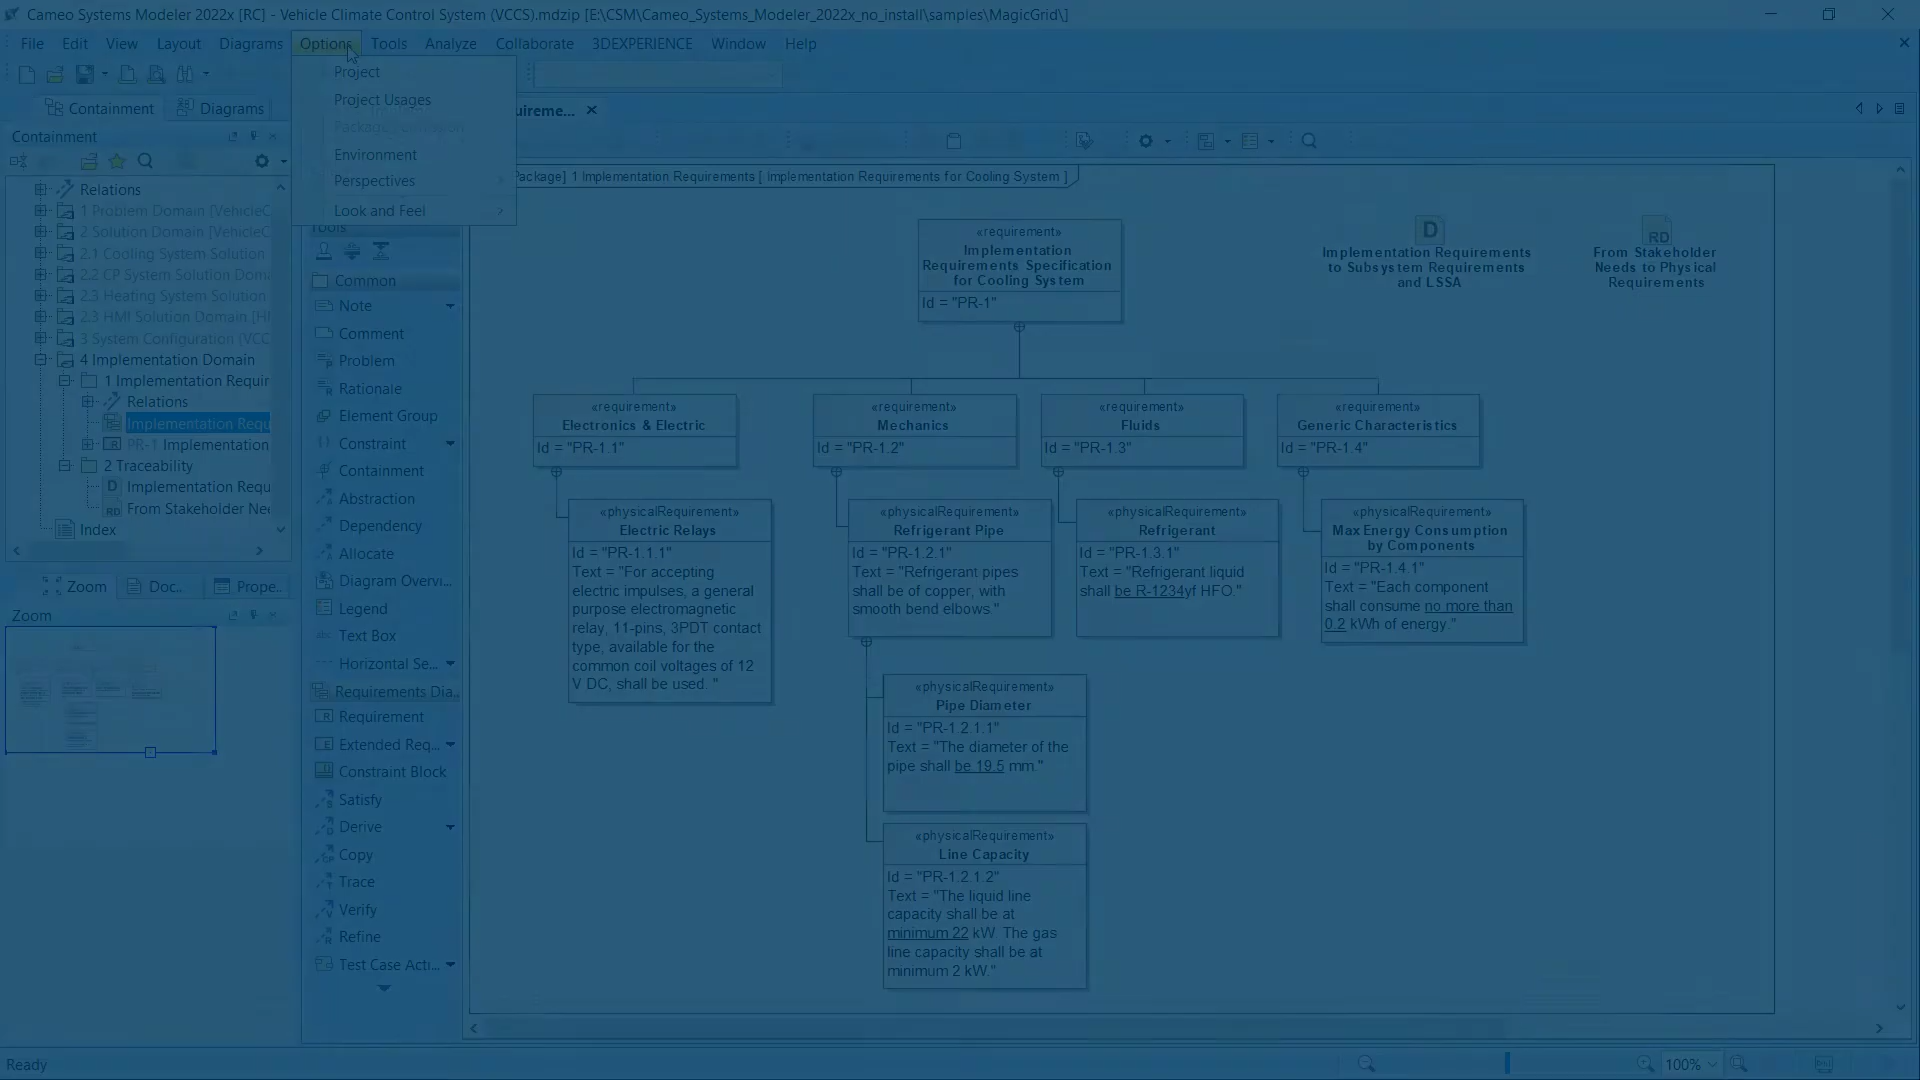 Cameo Systems Modeler 2022x [RC] - Vehicle Climate Control System (VCCS).mdzip [E:\CSM\Cameo_Systems_Modeler_2022x_no_install\samples\MagicGrid\]
File Edit View Layout Diagrams Options Tools Analyze Collaborate 3DEXPERIENCE Window Help
Project
Project Usages
Environment
Perspectives
Look and Feel
Containment Diagrams
Containment
Relations
1 Problem Domain [VehicleC
2 Solution Domain [VehicleC
2.1 Cooling System Solution
2.2 CP System Solution Doma
2.3 Heating System Solution
2.3 HMI Solution Domain [HI
3 System Configuration [VCC
4 Implementation Domain
1 Implementation Requir
Relations
Implementation Requ
PR-1 Implementation
2 Traceability
Implementation Requ
From Stakeholder Nee
Index
Zoom Doc... Prope..
Zoom
Tools
Common
Note
Comment
Problem
Rationale
Element Group
Constraint
Containment
Abstraction
Dependency
Allocate
Diagram Overvi...
Legend
Text Box
Horizontal Se...
Requirements Dia...
Requirement
Extended Req...
Constraint Block
Satisfy
Derive
Copy
Trace
Verify
Refine
Test Case Acti...
uireme...
Package] 1 Implementation Requirements [ Implementation Requirements for Cooling System ]
«requirement»
Implementation
Requirements Specification
for Cooling System
Id = "PR-1"
D
Implementation Requirements
to Subsystem Requirements
and LSSA
RD
From Stakeholder
Needs to Physical
Requirements
«requirement»
Electronics & Electric
Id = "PR-1.1"
«requirement»
Mechanics
Id = "PR-1.2"
«requirement»
Fluids
Id = "PR-1.3"
«requirement»
Generic Characteristics
Id = "PR-1.4"
«physicalRequirement»
Electric Relays
Id = "PR-1.1.1"
Text = "For accepting
electric impulses, a general
purpose electromagnetic
relay, 11-pins, 3PDT contact
type, available for the
common coil voltages of 12
V DC, shall be used. "
«physicalRequirement»
Refrigerant Pipe
Id = "PR-1.2.1"
Text = "Refrigerant pipes
shall be of copper, with
smooth bend elbows."
«physicalRequirement»
Refrigerant
Id = "PR-1.3.1"
Text = "Refrigerant liquid
shall be R-1234yf HFO."
«physicalRequirement»
Max Energy Consumption
by Components
Id = "PR-1.4.1"
Text = "Each component
shall consume no more than
0.2 kWh of energy."
«physicalRequirement»
Pipe Diameter
Id = "PR-1.2.1.1"
Text = "The diameter of the
pipe shall be 19.5 mm."
«physicalRequirement»
Line Capacity
Id = "PR-1.2.1.2"
Text = "The liquid line
capacity shall be at
minimum 22 kW. The gas
line capacity shall be at
minimum 2 kW."
Ready
100%